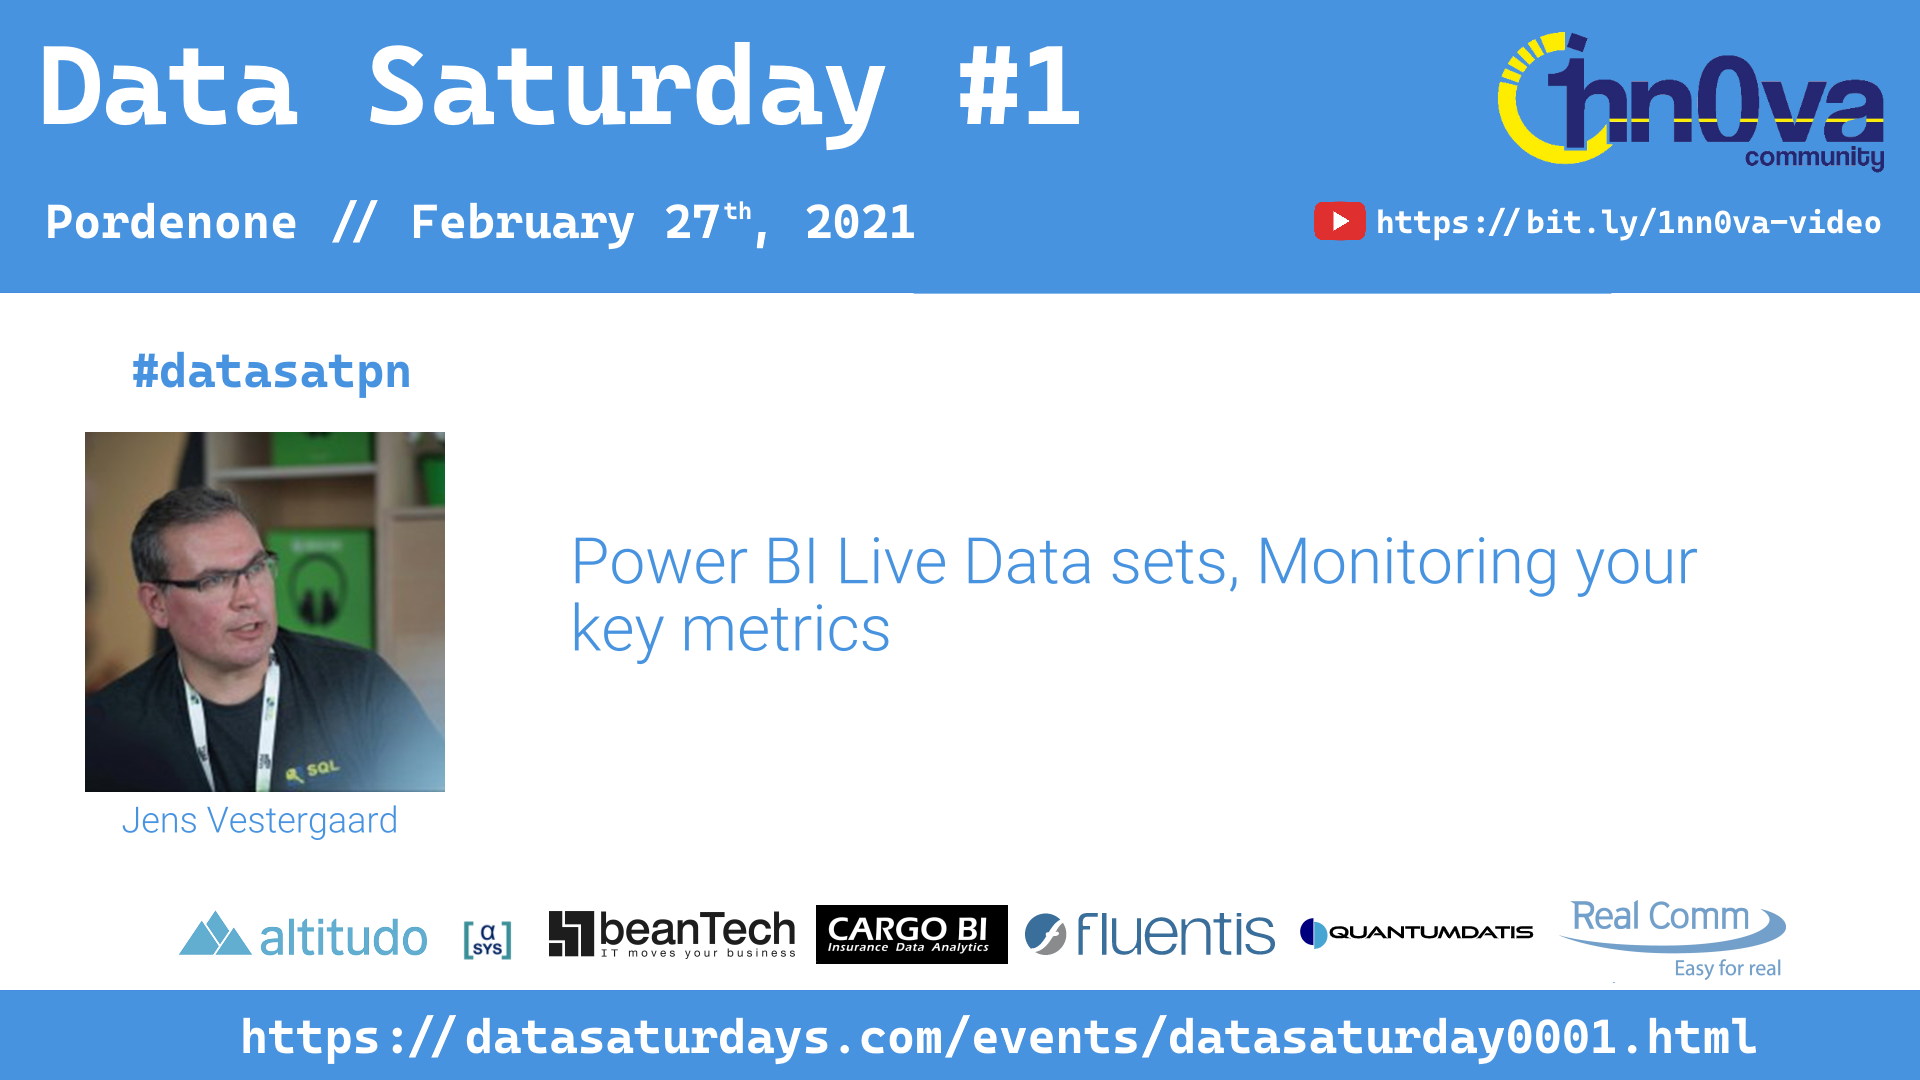 Data Saturday #1
1nn0va
community
Pordenone // February 27th, 2021
https://bit.ly/1nn0va-video
#datasatpn
SQL
Jens Vestergaard
Power BI Live Data sets, Monitoring your
key metrics
altitudo
[α
SYS]
beanTech
IT moves your business
CARGO BI
Insurance Data Analytics
fluentis
QUANTUMDATIS
Real Comm
Easy for real
https://datasaturdays.com/events/datasaturday0001.html